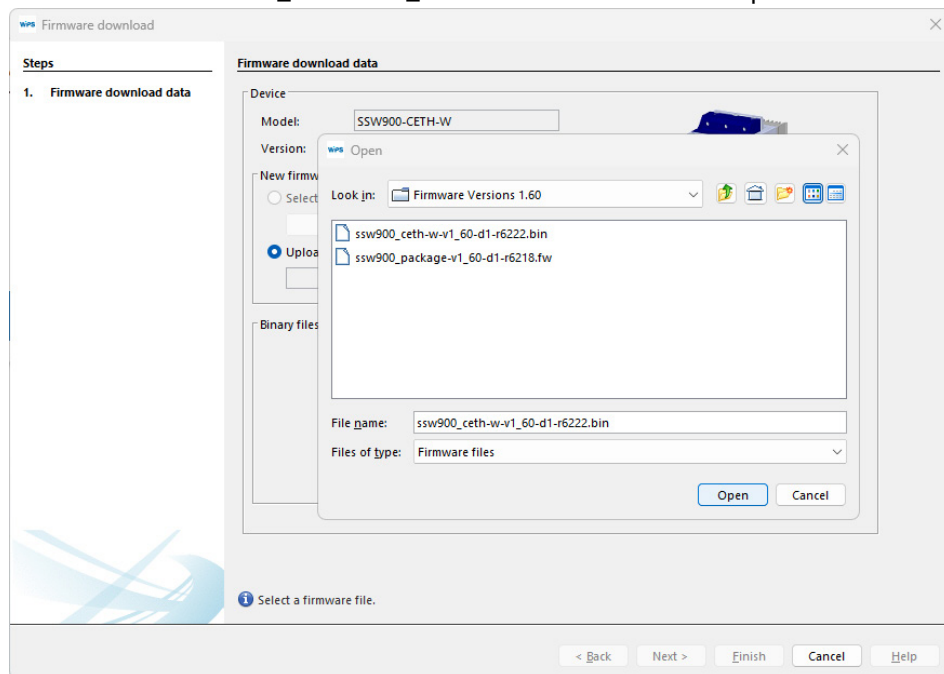 WPS Firmware download
Steps
1. Firmware download data
Firmware download data
Device
Model: SSW900-CETH-W
Version:
New firmw
Select
Uploa
Binary files
WPS Open
Look in: Firmware Versions 1.60
ssw900_ceth-w-v1_60-d1-r6222.bin
ssw900_package-v1_60-d1-r6218.fw
File name: ssw900_ceth-w-v1_60-d1-r6222.bin
Files of type: Firmware files
Open Cancel
Select a firmware file.
< Back Next > Finish Cancel Help